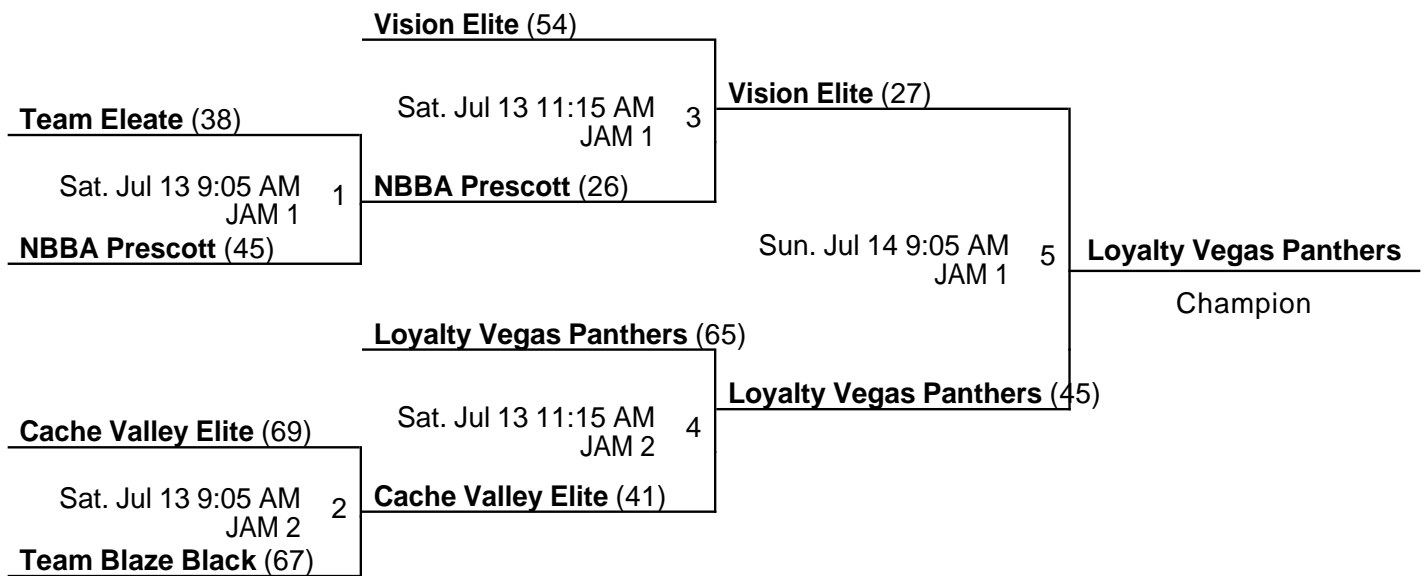 Vision Elite (54)
Team Eleate (38)
Sat. Jul 13 11:15 AM
JAM 1
3
Vision Elite (27)
Sat. Jul 13 9:05 AM
JAM 1
1
NBBA Prescott (26)
NBBA Prescott (45)
Sun. Jul 14 9:05 AM
JAM 1
5
Loyalty Vegas Panthers
Champion
Loyalty Vegas Panthers (65)
Cache Valley Elite (69)
Sat. Jul 13 11:15 AM
JAM 2
4
Loyalty Vegas Panthers (45)
Sat. Jul 13 9:05 AM
JAM 2
2
Cache Valley Elite (41)
Team Blaze Black (67)